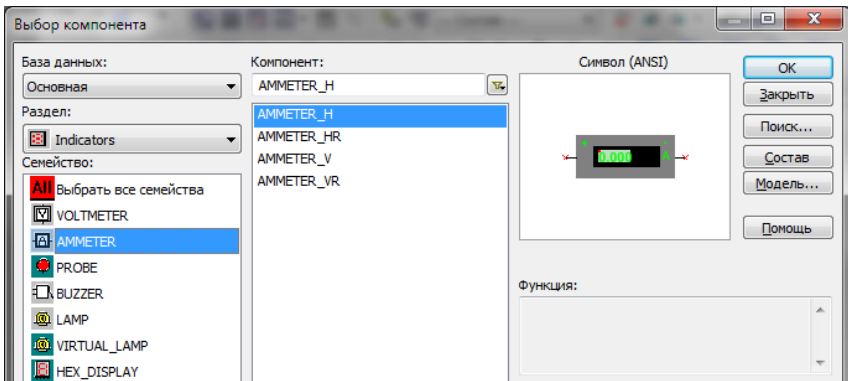 Выбор компонента
База данных:
Основная
Раздел:
Indicators
Семейство:
All Выбрать все семейства
VOLTMETER
AMMETER
PROBE
BUZZER
LAMP
VIRTUAL_LAMP
HEX_DISPLAY
Компонент:
AMMETER_H
AMMETER_H
AMMETER_HR
AMMETER_V
AMMETER_VR
Символ (ANSI)
+ -
0.000 A
Функция:
OK
Закрыть
Поиск...
Состав
Модель...
Помощь